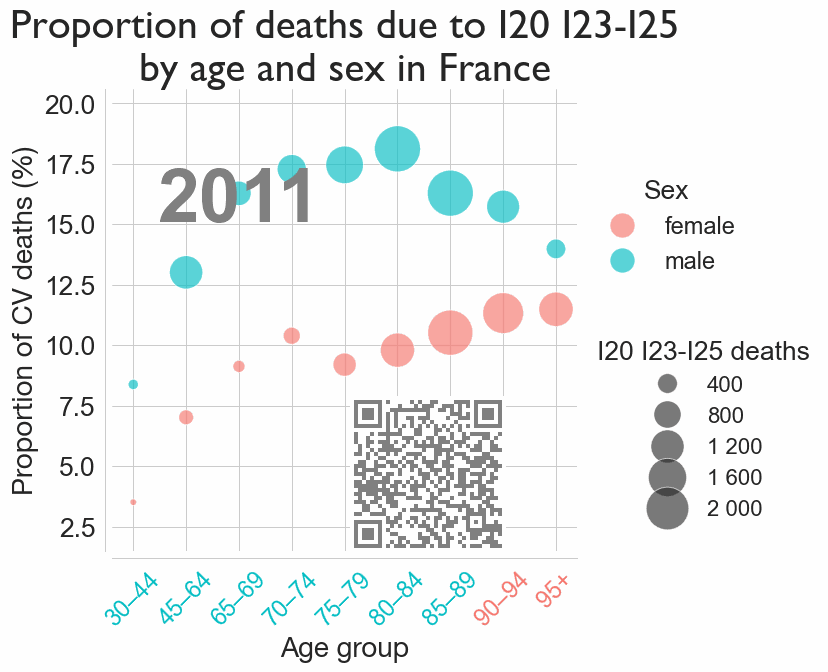 Proportion of deaths due to I20 I23-I25
by age and sex in France
20.0
17.5
15.0
12.5
10.0
7.5
5.0
2.5
Proportion of CV deaths (%)
2011
30–44
45–64
65–69
70–74
75–79
80–84
85–89
90–94
95+
Age group
Sex
female
male
I20 I23-I25 deaths
400
800
1 200
1 600
2 000